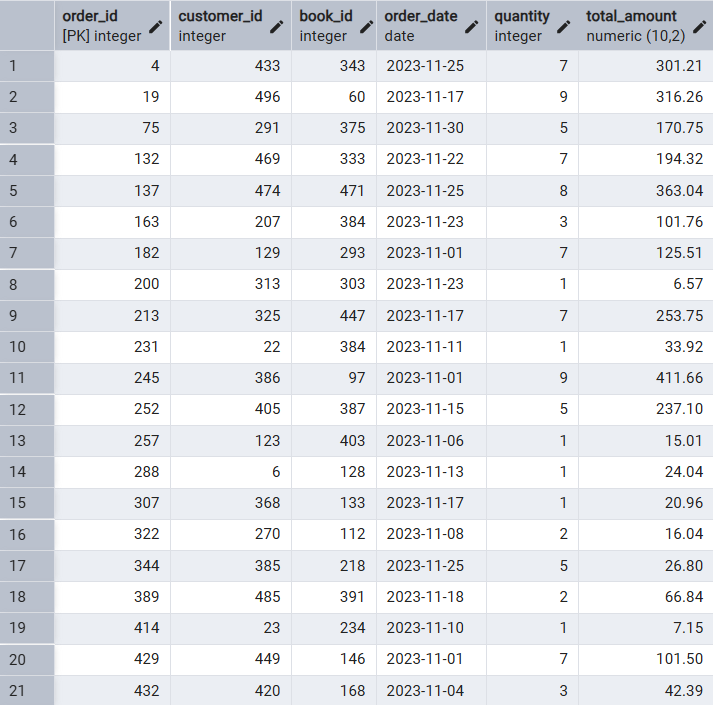 order_id customer_id book_id order_date quantity total_amount
[PK] integer integer integer date integer numeric (10,2)
1 4 433 343 2023-11-25 7 301.21
2 19 496 60 2023-11-17 9 316.26
3 75 291 375 2023-11-30 5 170.75
4 132 469 333 2023-11-22 7 194.32
5 137 474 471 2023-11-25 8 363.04
6 163 207 384 2023-11-23 3 101.76
7 182 129 293 2023-11-01 7 125.51
8 200 313 303 2023-11-23 1 6.57
9 213 325 447 2023-11-17 7 253.75
10 231 22 384 2023-11-11 1 33.92
11 245 386 97 2023-11-01 9 411.66
12 252 405 387 2023-11-15 5 237.10
13 257 123 403 2023-11-06 1 15.01
14 288 6 128 2023-11-13 1 24.04
15 307 368 133 2023-11-17 1 20.96
16 322 270 112 2023-11-08 2 16.04
17 344 385 218 2023-11-25 5 26.80
18 389 485 391 2023-11-18 2 66.84
19 414 23 234 2023-11-10 1 7.15
20 429 449 146 2023-11-01 7 101.50
21 432 420 168 2023-11-04 3 42.39